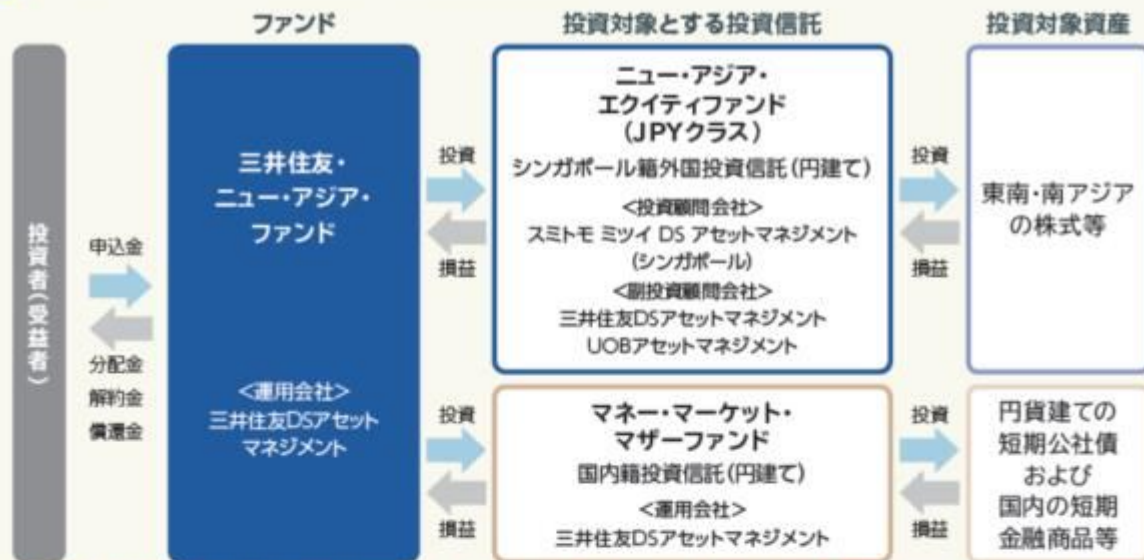 ファンド
投資対象とする投資信託
投資対象資産
投資者(受益者)
申込金
分配金
解約金
償還金
三井住友・
ニュー・アジア・
ファンド
<運用会社>
三井住友DSアセット
マネジメント
投資
損益
ニュー・アジア・
エクイティファンド
(JPYクラス)
シンガポール籍外国投資信託(円建て)
<投資顧問会社>
スミトモ ミツイ DS アセットマネジメント
(シンガポール)
<副投資顧問会社>
三井住友DSアセットマネジメント
UOBアセットマネジメント
投資
損益
東南・南アジア
の株式等
投資
損益
マネー・マーケット・
マザーファンド
国内籍投資信託(円建て)
<運用会社>
三井住友DSアセットマネジメント
投資
損益
円貨建ての
短期公社債
および
国内の短期
金融商品等